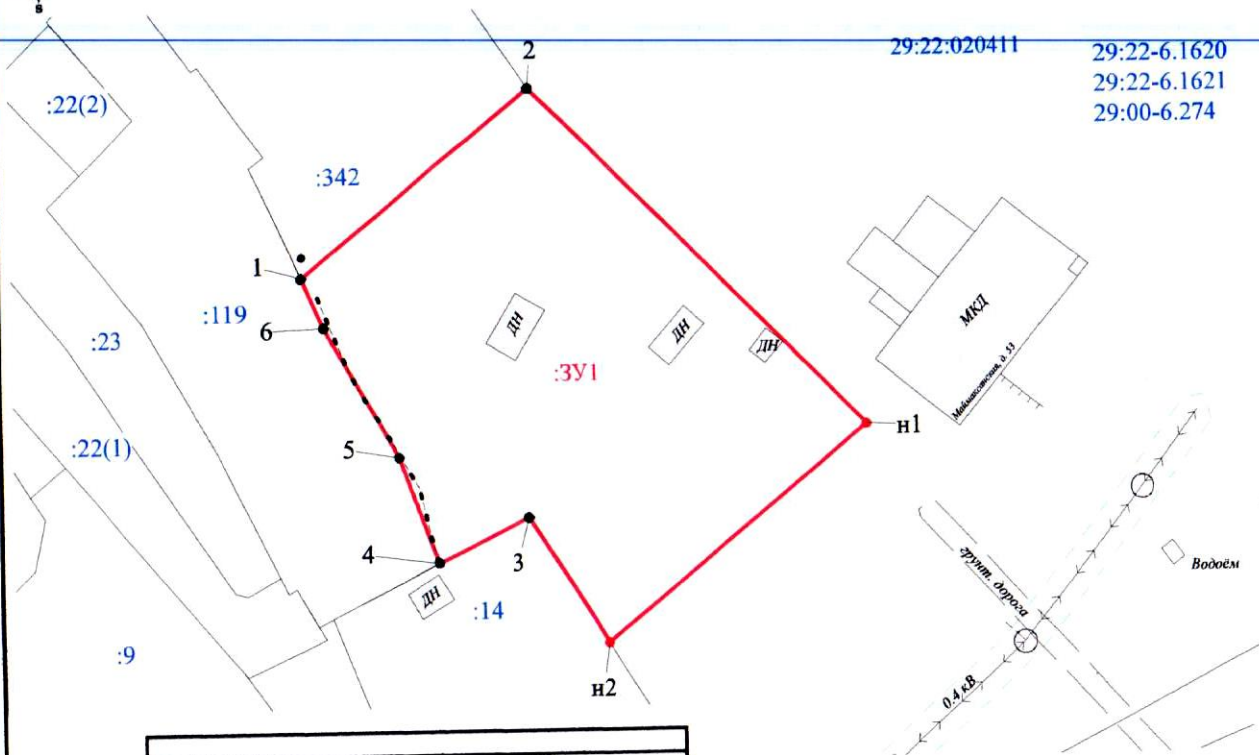 2
29:22:020411
29:22-6.1620
29:22-6.1621
29:00-6.274
:22(2)
:342
1
:119
6
:23
ДН
ДН
ДН
МКД
:ЗУ1
Маймаксанская, д. 53
н1
:22(1)
5
4
3
ДН
:14
грунт. дорога
Водоём
:9
н2
0.4 кВ